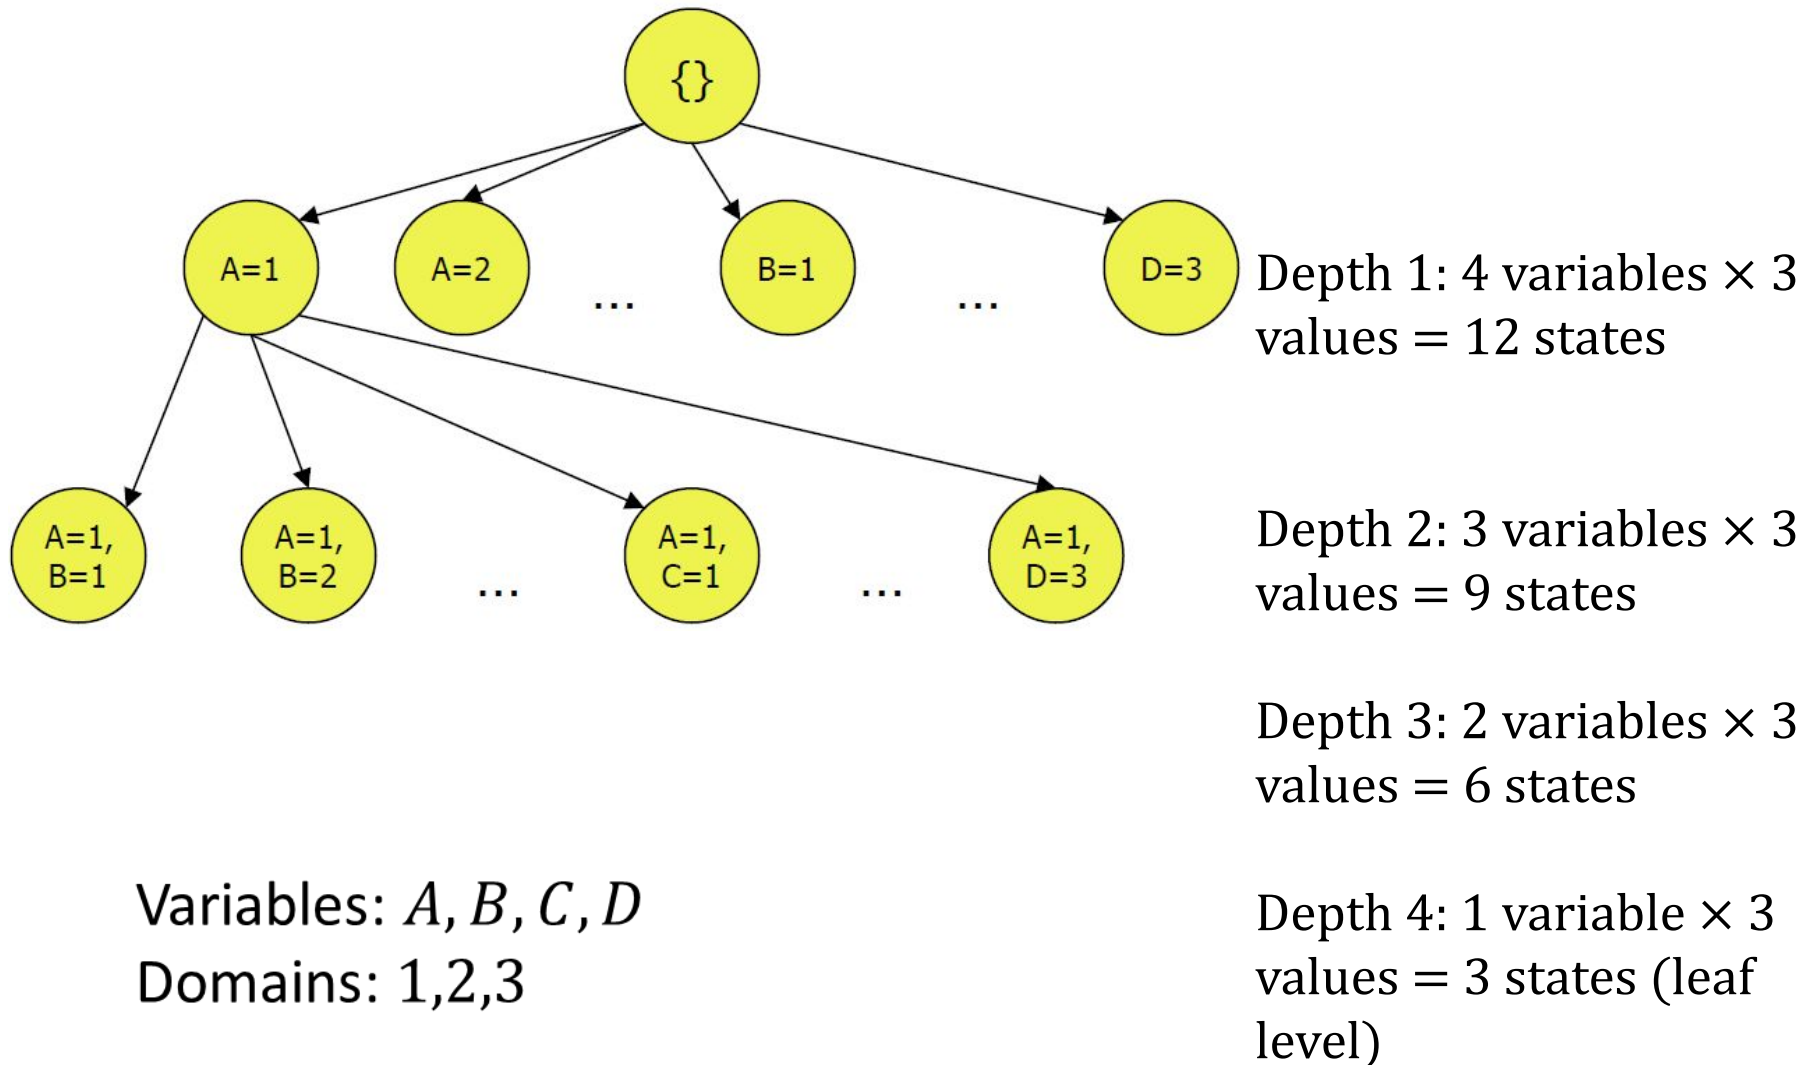 {}
A=1
A=2
...
B=1
...
D=3
Depth 1: 4 variables × 3
values = 12 states
A=1,
B=1
A=1,
B=2
...
A=1,
C=1
...
A=1,
D=3
Depth 2: 3 variables × 3
values = 9 states
Depth 3: 2 variables × 3
values = 6 states
Variables: A, B, C, D
Domains: 1,2,3
Depth 4: 1 variable × 3
values = 3 states (leaf
level)